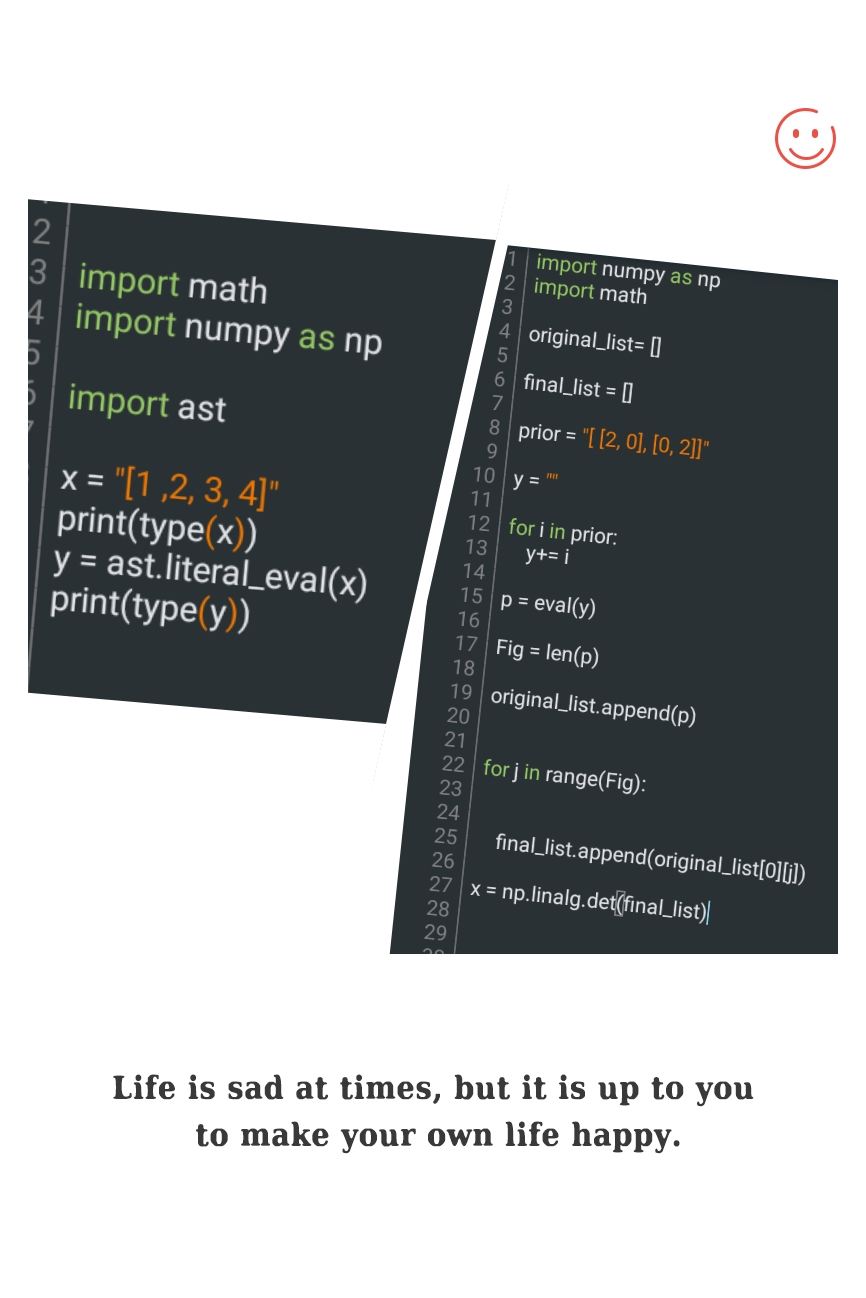 2
3 import math
4 import numpy as np
5
6 import ast
7
x = "[1 ,2, 3, 4]"
print(type(x))
y = ast.literal_eval(x)
print(type(y))
1 import numpy as np
2 import math
3
4 original_list= []
5
6 final_list = []
7
8 prior = "[ [2, 0], [0, 2]]"
9
10 y = ""
11
12 for i in prior:
13 y+= i
14
15 p = eval(y)
16
17 Fig = len(p)
18
19 original_list.append(p)
20
21
22 for j in range(Fig):
23
24
25 final_list.append(original_list[0][j])
26
27 x = np.linalg.det(final_list)
28
29
Life is sad at times, but it is up to you
to make your own life happy.